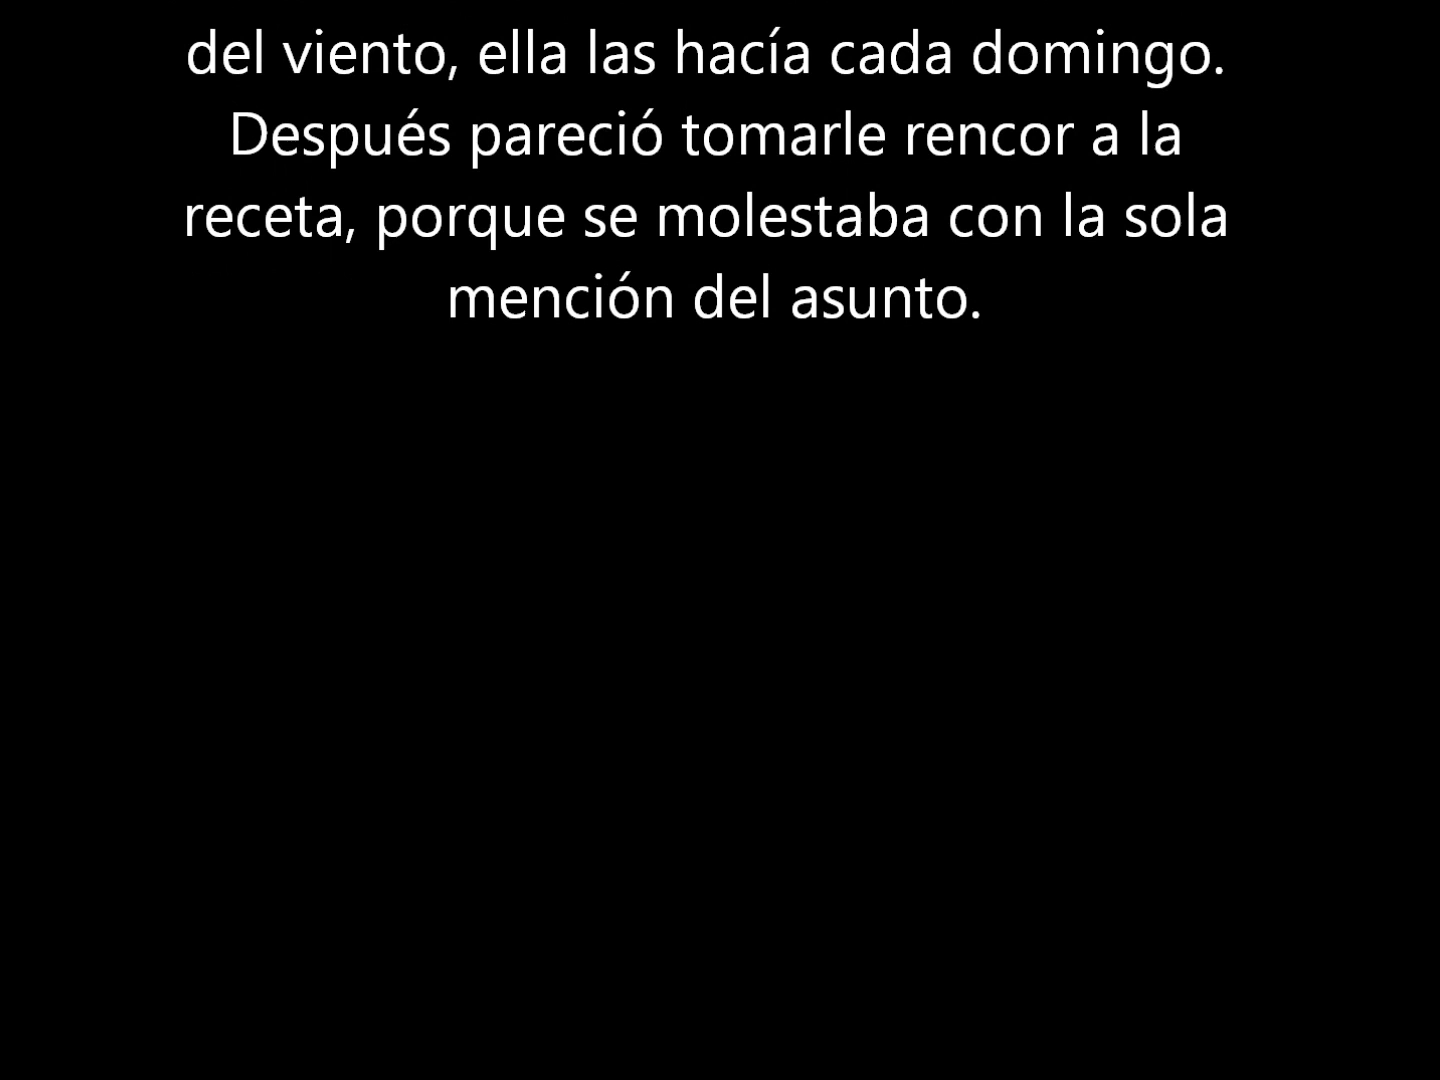 del viento, ella las hacía cada domingo.
Después pareció tomarle rencor a la
receta, porque se molestaba con la sola
mención del asunto.